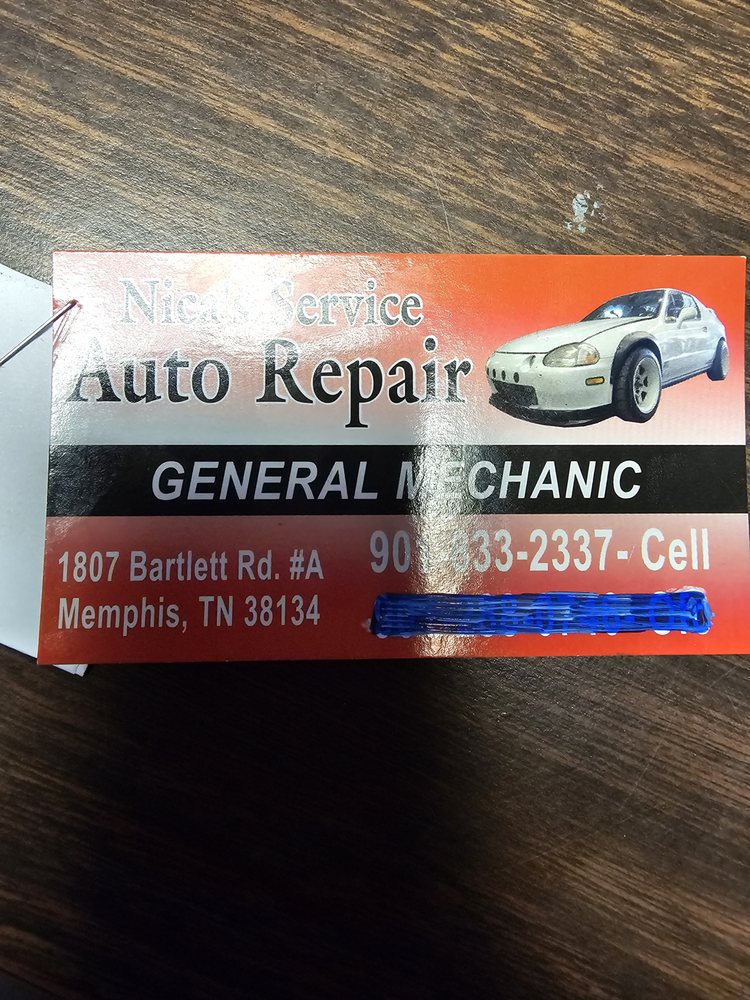 Nica's Service
Auto Repair
GENERAL MECHANIC
1807 Bartlett Rd. #A
Memphis, TN 38134
Cell